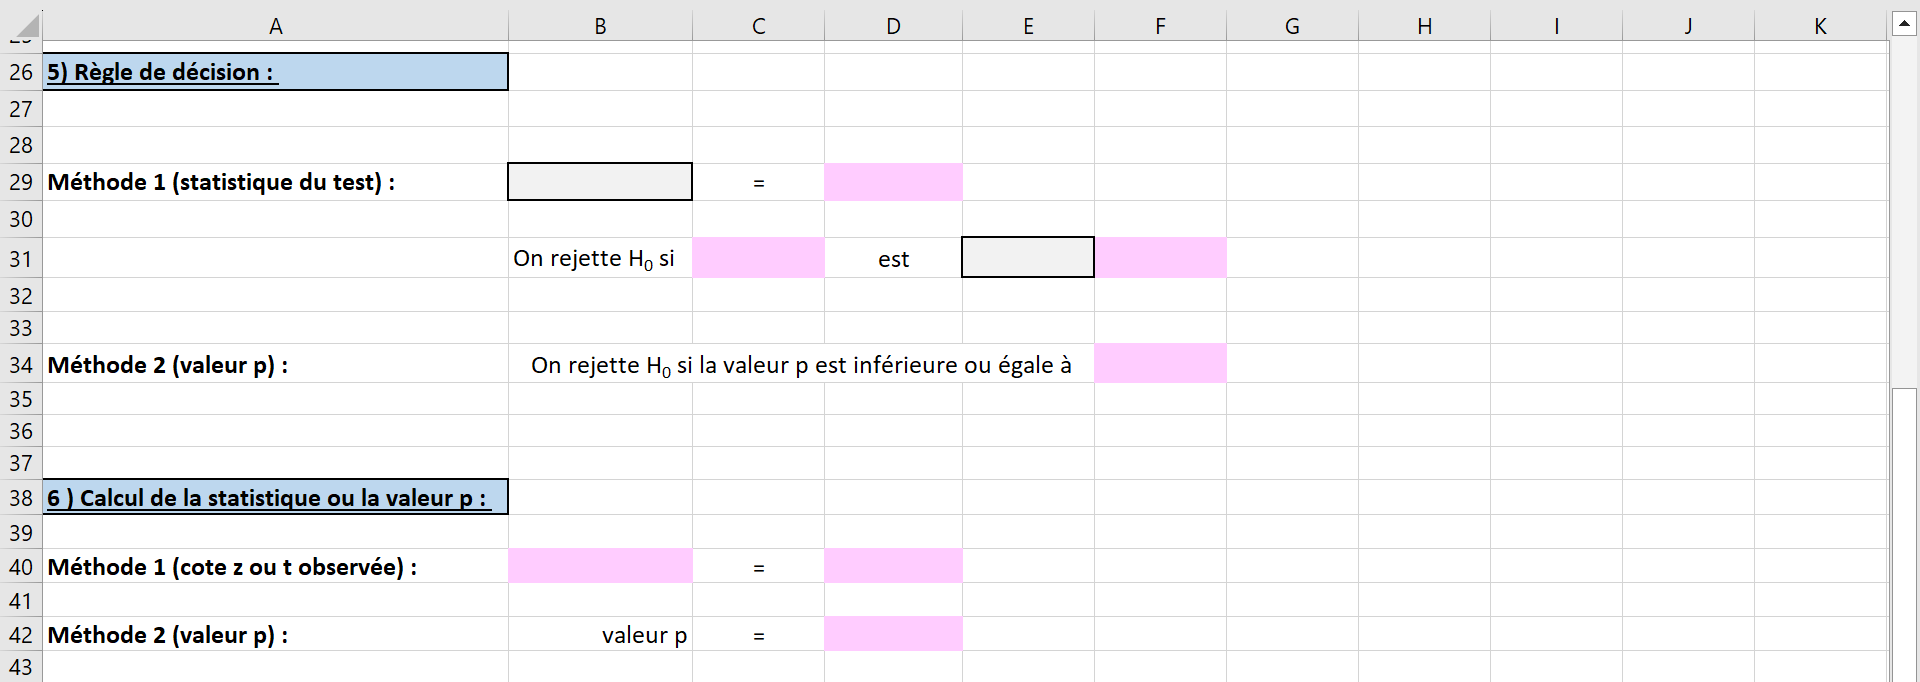 A B C D E F G H I J K
26 5) Règle de décision :
27
28
29 Méthode 1 (statistique du test) : =
30
31 On rejette H₀ si est
32
33
34 Méthode 2 (valeur p) : On rejette H₀ si la valeur p est inférieure ou égale à
35
36
37
38 6 ) Calcul de la statistique ou la valeur p :
39
40 Méthode 1 (cote z ou t observée) : =
41
42 Méthode 2 (valeur p) : valeur p =
43